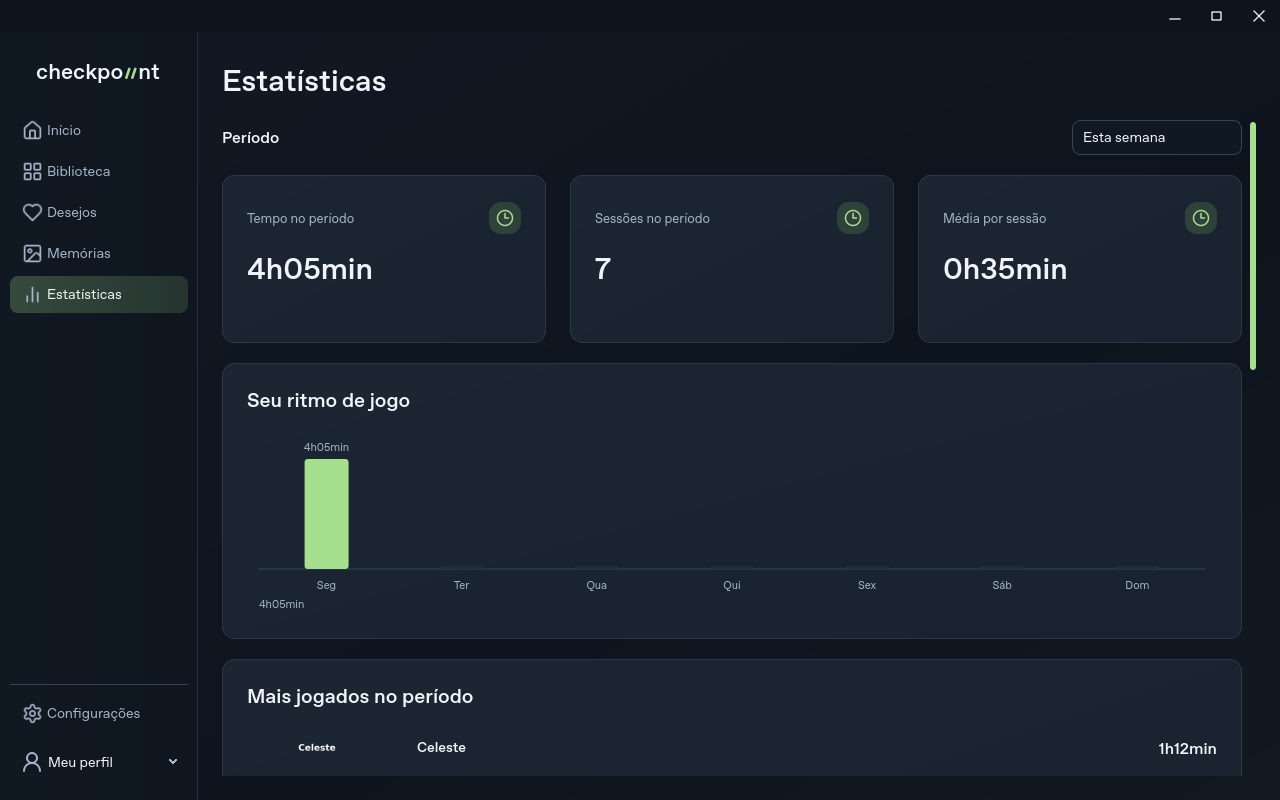 checkpoint
Estatísticas
Início
Biblioteca
Desejos
Memórias
Estatísticas
Configurações
Meu perfil
Período
Esta semana
Tempo no período
4h05min
Sessões no período
7
Média por sessão
0h35min
Seu ritmo de jogo
4h05min
Seg Ter Qua Qui Sex Sáb Dom
4h05min
Mais jogados no período
Celeste Celeste 1h12min